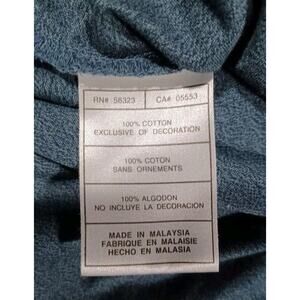 RN# 58323 CA# 05553
100% COTTON
EXCLUSIVE OF DECORATION
100% COTON
SANS ORNEMENTS
100% ALGODON
NO INCLUYE LA DECORACION
MADE IN MALAYSIA
FABRIQUE EN MALAISIE
HECHO EN MALASIA